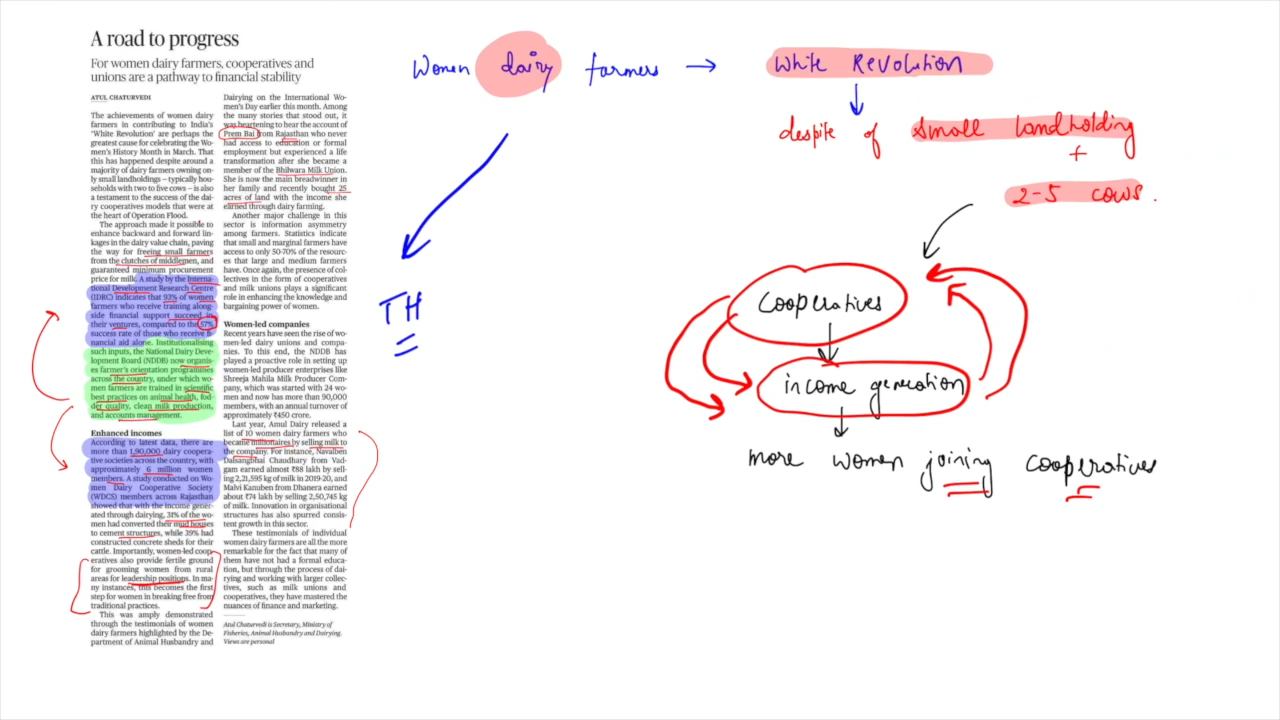 A road to progress
For women dairy farmers, cooperatives and
unions are a pathway to financial stability
ATUL CHATURVEDI
The achievements of women dairy
farmers in contributing to India's
'White Revolution' are perhaps the
greatest cause for celebrating the Wo-
men's History Month in March. That
this has happened despite around a
majority of dairy farmers owning on-
ly small landholdings – typically hou-
seholds with two to five cows – is also
a testament to the success of the dai-
ry cooperatives models that were at
the heart of Operation Flood.
The approach made it possible to
enhance backward and forward lin-
kages in the dairy value chain, paving
the way for freeing small farmers
from the clutches of middlemen, and
guaranteed minimum procurement
price for milk. A study by the Interna-
tional Development Research Centre
(IDRC) indicates that 93% of women
farmers who receive training along-
side financial support succeed in
their ventures, compared to the 57%
success rate of those who receive fi-
nancial aid alone. Institutionalising
such inputs, the National Dairy Deve-
lopment Board (NDDB) now organis-
es farmer's orientation programmes
across the country, under which wo-
men farmers are trained in scientific
best practices on animal health, fod-
der quality, clean milk production,
and accounts management.
Enhanced incomes
According to latest data, there are
more than 1,90,000 dairy coopera-
tive societies across the country, with
approximately 6 million women
members. A study conducted on Wo-
men Dairy Cooperative Society
(WDCS) members across Rajasthan
showed that with the income gener-
ated through dairying, 31% of the wo-
men had converted their mud houses
to cement structures, while 39% had
constructed concrete sheds for their
cattle. Importantly, women-led coop-
eratives also provide fertile ground
for grooming women from rural
areas for leadership positions. In ma-
ny instances, this becomes the first
step for women in breaking free from
traditional practices.
This was amply demonstrated
through the testimonials of women
dairy farmers highlighted by the De-
partment of Animal Husbandry and
Dairying on the International Wo-
men's Day earlier this month. Among
the many stories that stood out, it
was heartening to hear the account of
Prem Bai from Rajasthan who never
had access to education or formal
employment but experienced a life
transformation after she became a
member of the Bhilwara Milk Union.
She is now the main breadwinner in
her family and recently bought 25
acres of land with the income she
earned through dairy farming.
Another major challenge in this
sector is information asymmetry
among farmers. Statistics indicate
that small and marginal farmers have
access to only 50-70% of the resourc-
es that large and medium farmers
have. Once again, the presence of col-
lectives in the form of cooperatives
and milk unions plays a significant
role in enhancing the knowledge and
bargaining power of women.
Women-led companies
Recent years have seen the rise of wo-
men-led dairy unions and compa-
nies. To this end, the NDDB has
played a proactive role in setting up
women-led producer enterprises like
Shreeja Mahila Milk Producer Com-
pany, which was started with 24 wo-
men and now has more than 90,000
members, with an annual turnover of
approximately ₹450 crore.
Last year, Amul Dairy released a
list of 10 women dairy farmers who
became millionaires by selling milk to
the company. For instance, Navalben
Dalsangbhai Chaudhary from Vad-
gam earned almost ₹88 lakh by sell-
ing 2,21,595 kg of milk in 2019-20, and
Malvi Kanuben from Dhanera earned
about ₹74 lakh by selling 2,50,745 kg
of milk. Innovation in organisational
structures has also spurred consis-
tent growth in this sector.
These testimonials of individual
women dairy farmers are all the more
remarkable for the fact that many of
them have not had a formal educa-
tion, but through the process of dai-
rying and working with larger collec-
tives, such as milk unions and
cooperatives, they have mastered the
nuances of finance and marketing.
Atul Chaturvedi is Secretary, Ministry of
Fisheries, Animal Husbandry and Dairying.
Views are personal
Women dairy farmers → White Revolution
despite of small landholding
+
2-5 cows.
TH
cooperatives
income generation
more women joining cooperatives